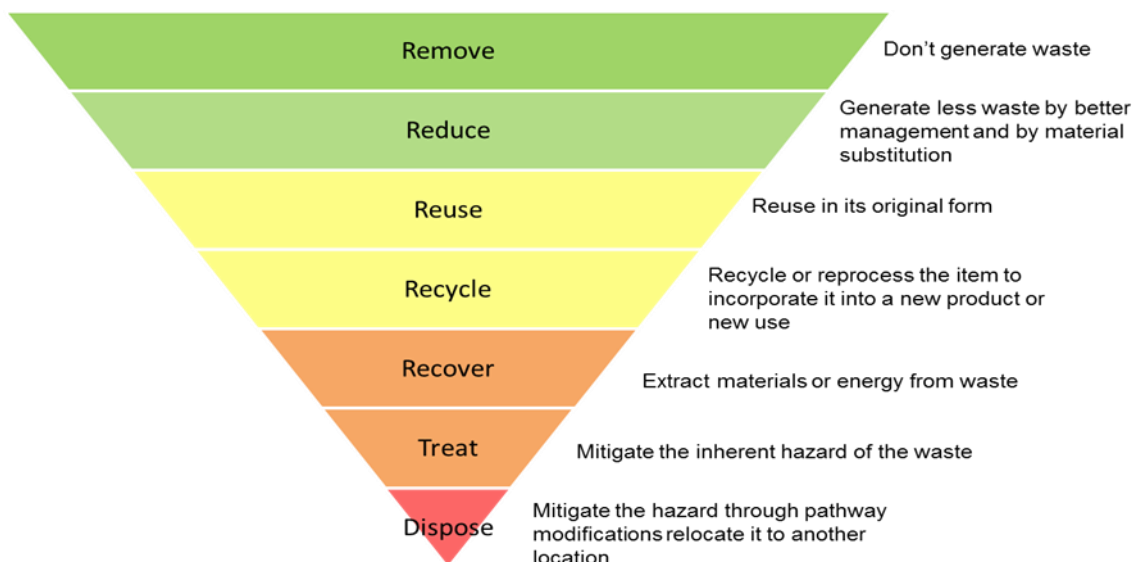 Remove
Don’t generate waste
Reduce
Generate less waste by better
management and by material
substitution
Reuse
Reuse in its original form
Recycle
Recycle or reprocess the item to
incorporate it into a new product or
new use
Recover
Extract materials or energy from waste
Treat
Mitigate the inherent hazard of the waste
Dispose
Mitigate the hazard through pathway
modifications relocate it to another
location